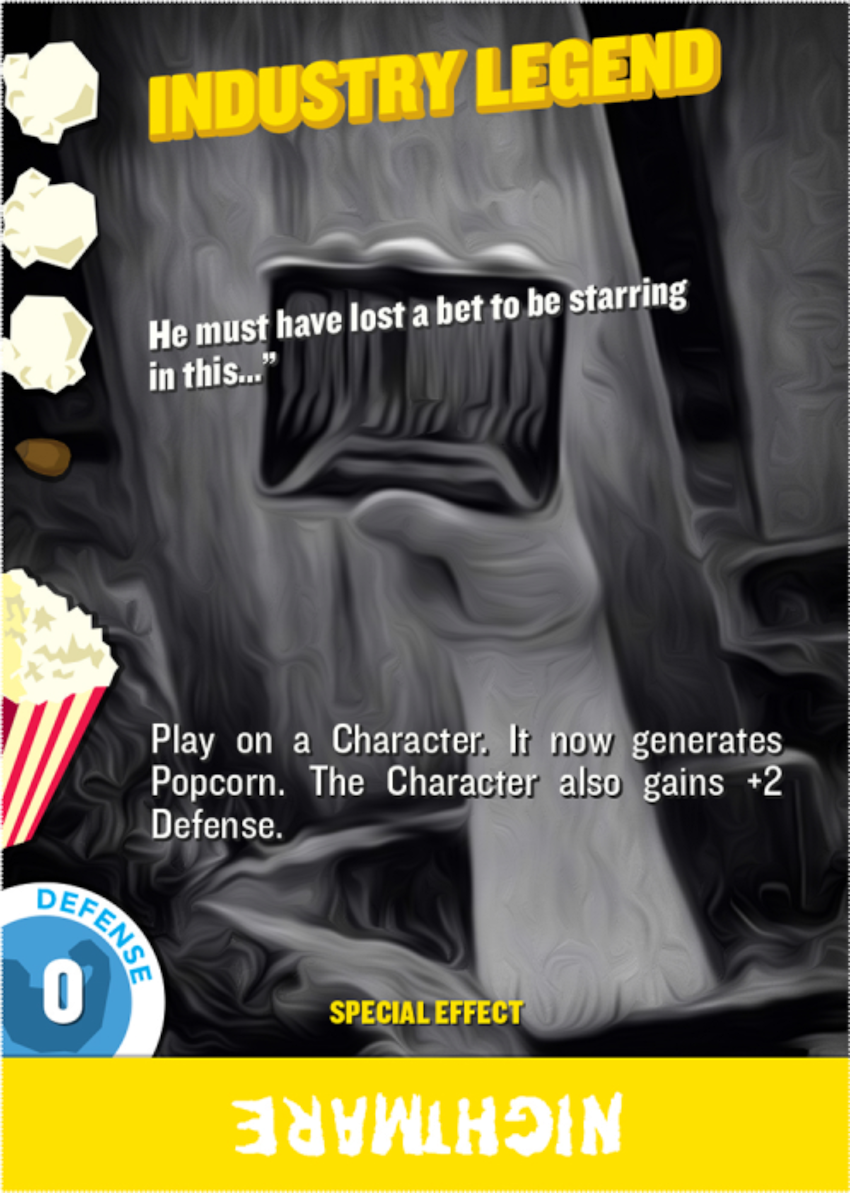 INDUSTRY LEGEND
He must have lost a bet to be starring
in this...”
Play on a Character. It now generates
Popcorn. The Character also gains +2
Defense.
DEFENSE
0
SPECIAL EFFECT
NIGHTMARE